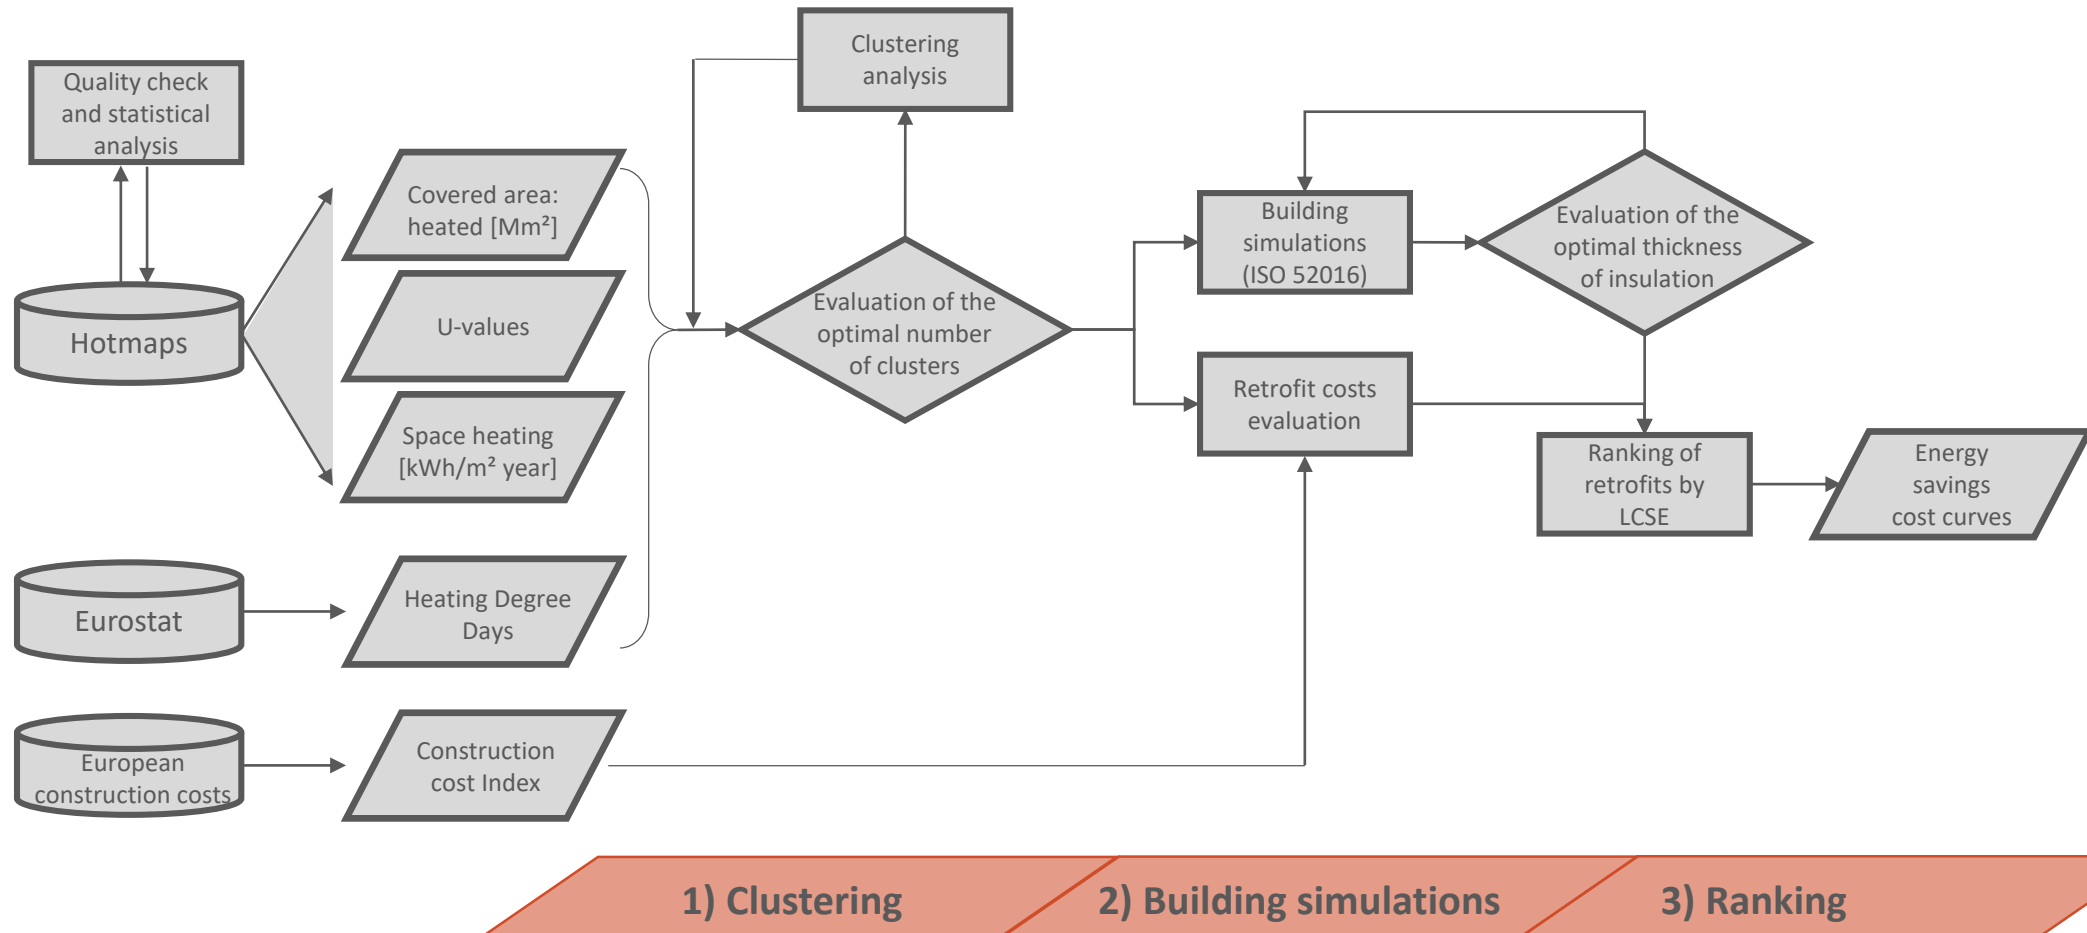 Quality check
and statistical
analysis
Hotmaps
Covered area:
heated [Mm²]
U-values
Space heating
[kWh/m² year]
Eurostat
Heating Degree
Days
European
construction costs
Construction
cost Index
Clustering
analysis
Evaluation of the
optimal number
of clusters
Building
simulations
(ISO 52016)
Evaluation of the
optimal thickness
of insulation
Retrofit costs
evaluation
Ranking of
retrofits by
LCSE
Energy
savings
cost curves
1) Clustering
2) Building simulations
3) Ranking